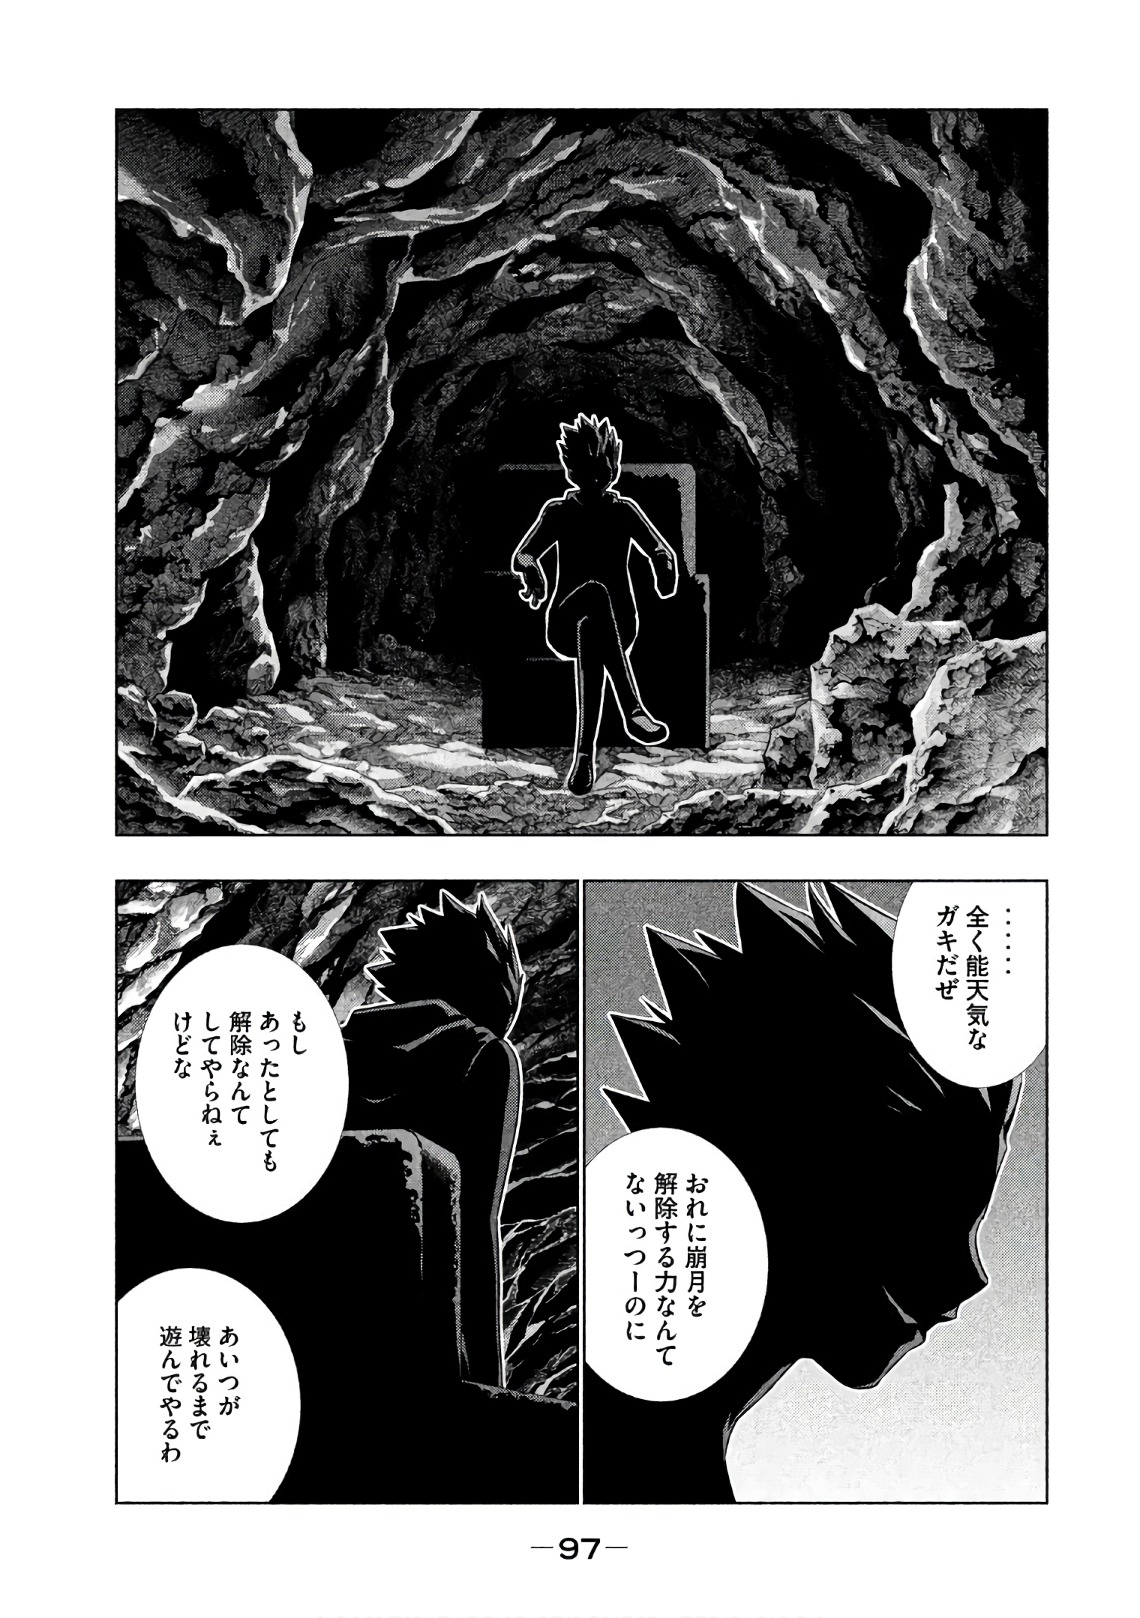 ……
全く能天気な
ガキだぜ
おれに崩月を
解除する力なんて
ないっつーのに
もし
あったとしても
解除なんて
してやらねぇ
けどな
あいつが
壊れるまで
遊んでやるわ
—97—